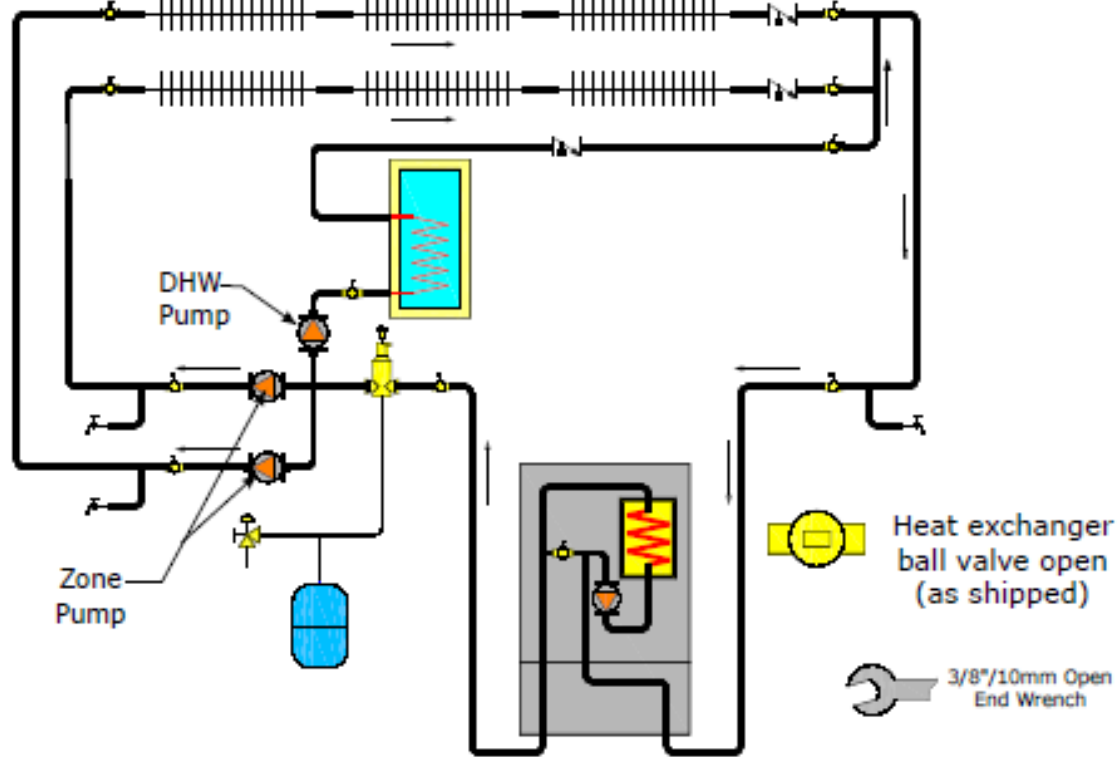 DHW
Pump
Zone
Pump
Heat exchanger
ball valve open
(as shipped)
3/8"/10mm Open
End Wrench